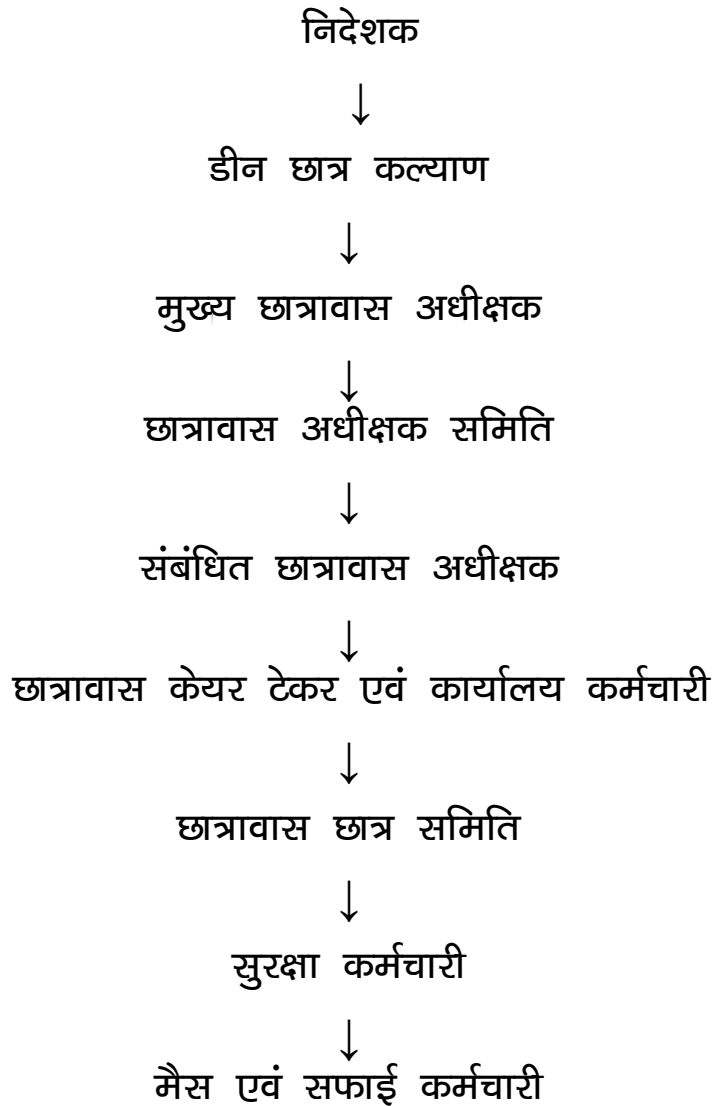 निदेशक
↓
डीन छात्र कल्याण
↓
मुख्य छात्रावास अधीक्षक
↓
छात्रावास अधीक्षक समिति
↓
संबंधित छात्रावास अधीक्षक
↓
छात्रावास केयर टेकर एवं कार्यालय कर्मचारी
↓
छात्रावास छात्र समिति
↓
सुरक्षा कर्मचारी
↓
मैस एवं सफाई कर्मचारी